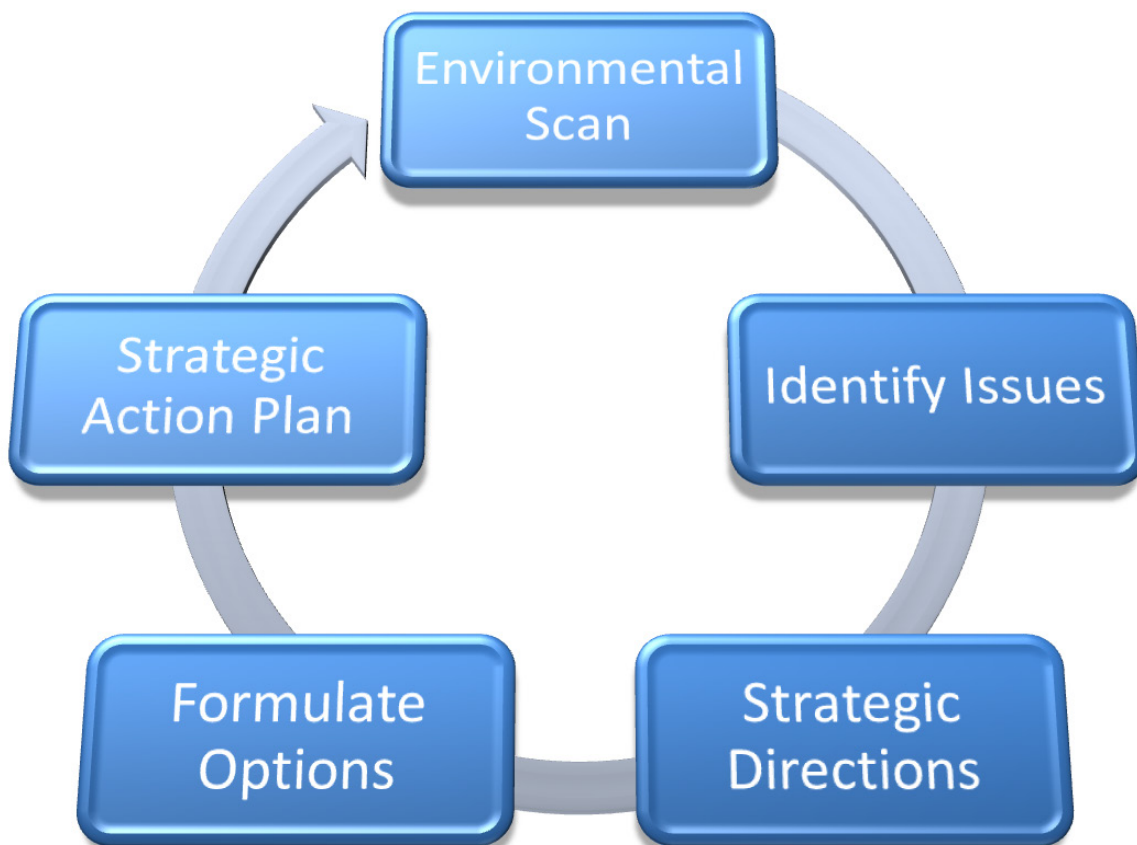 Environmental
Scan
Identify Issues
Strategic
Directions
Formulate
Options
Strategic
Action Plan